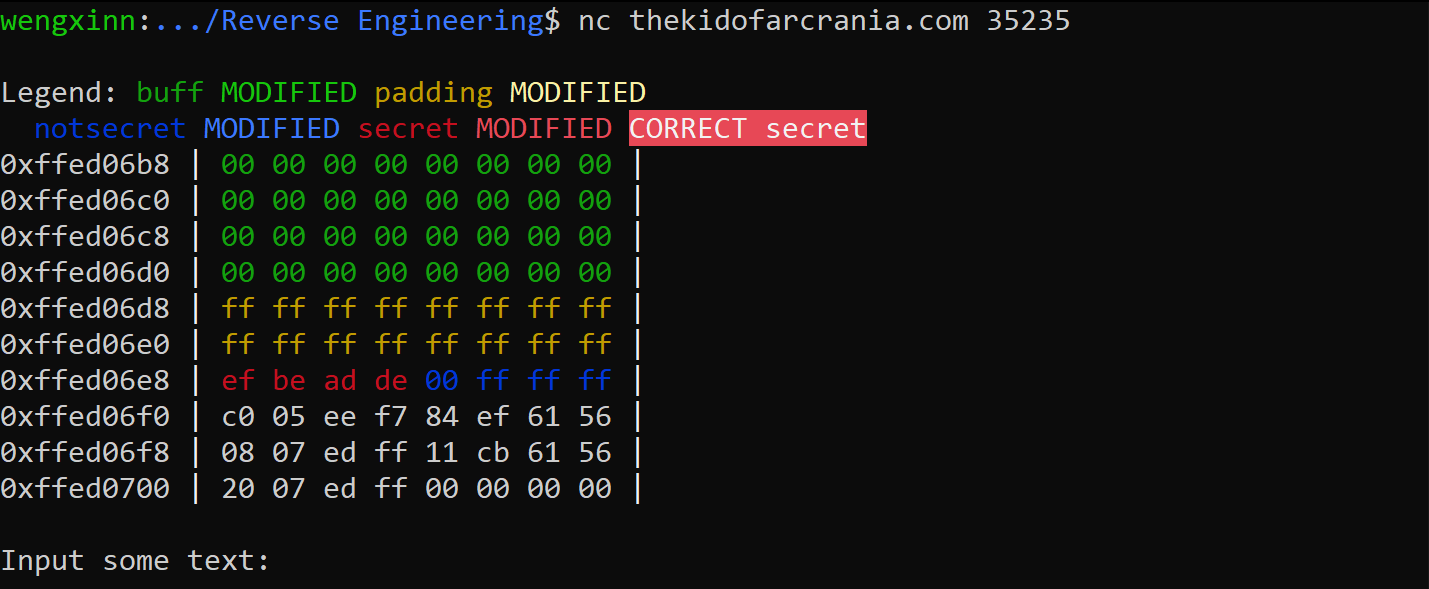 wengxinn:.../Reverse Engineering$ nc thekidofarcrania.com 35235
Legend: buff MODIFIED padding MODIFIED
notsecret MODIFIED secret MODIFIED CORRECT secret
0xffed06b8 | 00 00 00 00 00 00 00 00 |
0xffed06c0 | 00 00 00 00 00 00 00 00 |
0xffed06c8 | 00 00 00 00 00 00 00 00 |
0xffed06d0 | 00 00 00 00 00 00 00 00 |
0xffed06d8 | ff ff ff ff ff ff ff ff |
0xffed06e0 | ff ff ff ff ff ff ff ff |
0xffed06e8 | ef be ad de 00 ff ff ff |
0xffed06f0 | c0 05 ee f7 84 ef 61 56 |
0xffed06f8 | 08 07 ed ff 11 cb 61 56 |
0xffed0700 | 20 07 ed ff 00 00 00 00 |
Input some text: